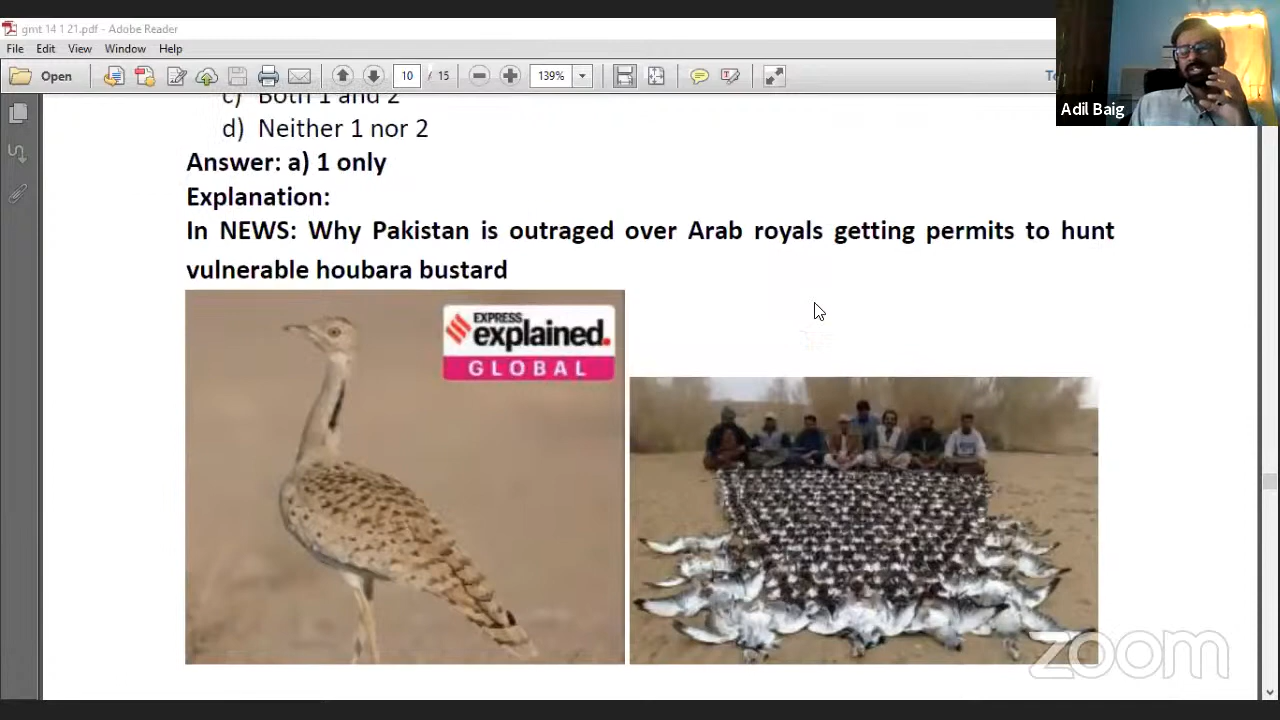 gmt 14 1 21.pdf - Adobe Reader
File Edit View Window Help
Open 10 / 15 139%
Adil Baig
c) Both 1 and 2
d) Neither 1 nor 2
Answer: a) 1 only
Explanation:
In NEWS: Why Pakistan is outraged over Arab royals getting permits to hunt
vulnerable houbara bustard
EXPRESS
explained.
GLOBAL
zoom